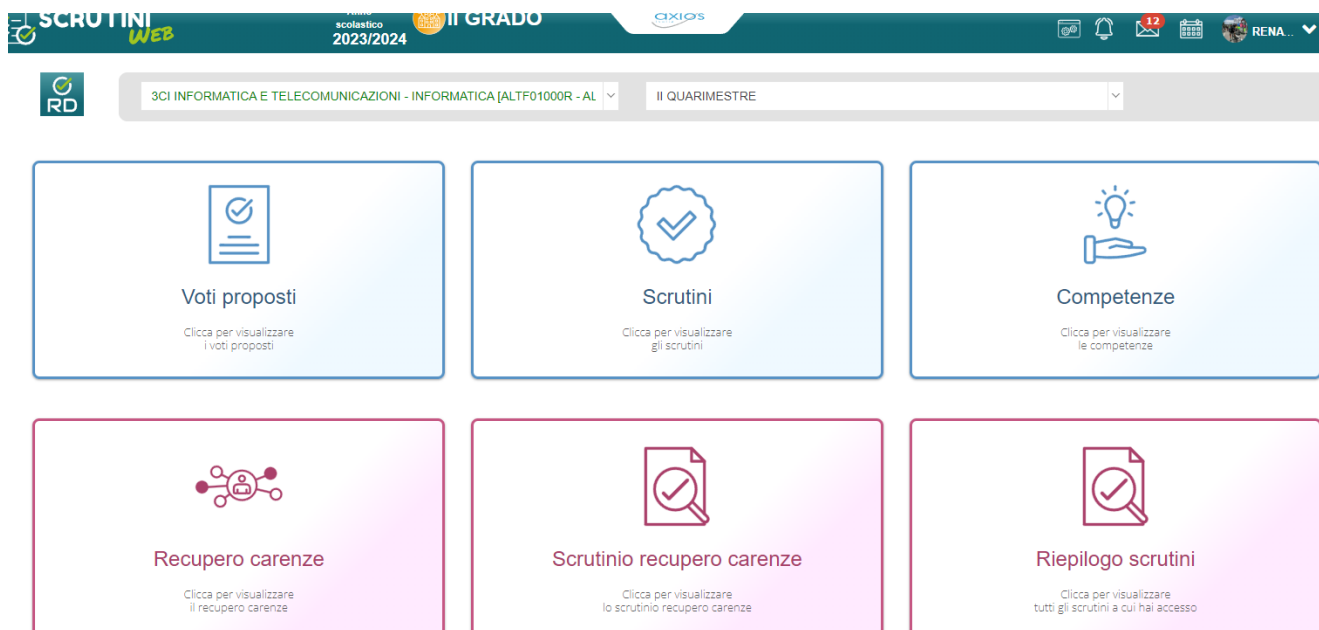 SCRUTINI
WEB
scolastico
2023/2024
II GRADO
axios
12
RENA...
RD
3CI INFORMATICA E TELECOMUNICAZIONI - INFORMATICA [ALTF01000R - AL
II QUARIMESTRE
Voti proposti
Clicca per visualizzare
i voti proposti
Scrutini
Clicca per visualizzare
gli scrutini
Competenze
Clicca per visualizzare
le competenze
Recupero carenze
Clicca per visualizzare
il recupero carenze
Scrutinio recupero carenze
Clicca per visualizzare
lo scrutinio recupero carenze
Riepilogo scrutini
Clicca per visualizzare
tutti gli scrutini a cui hai accesso